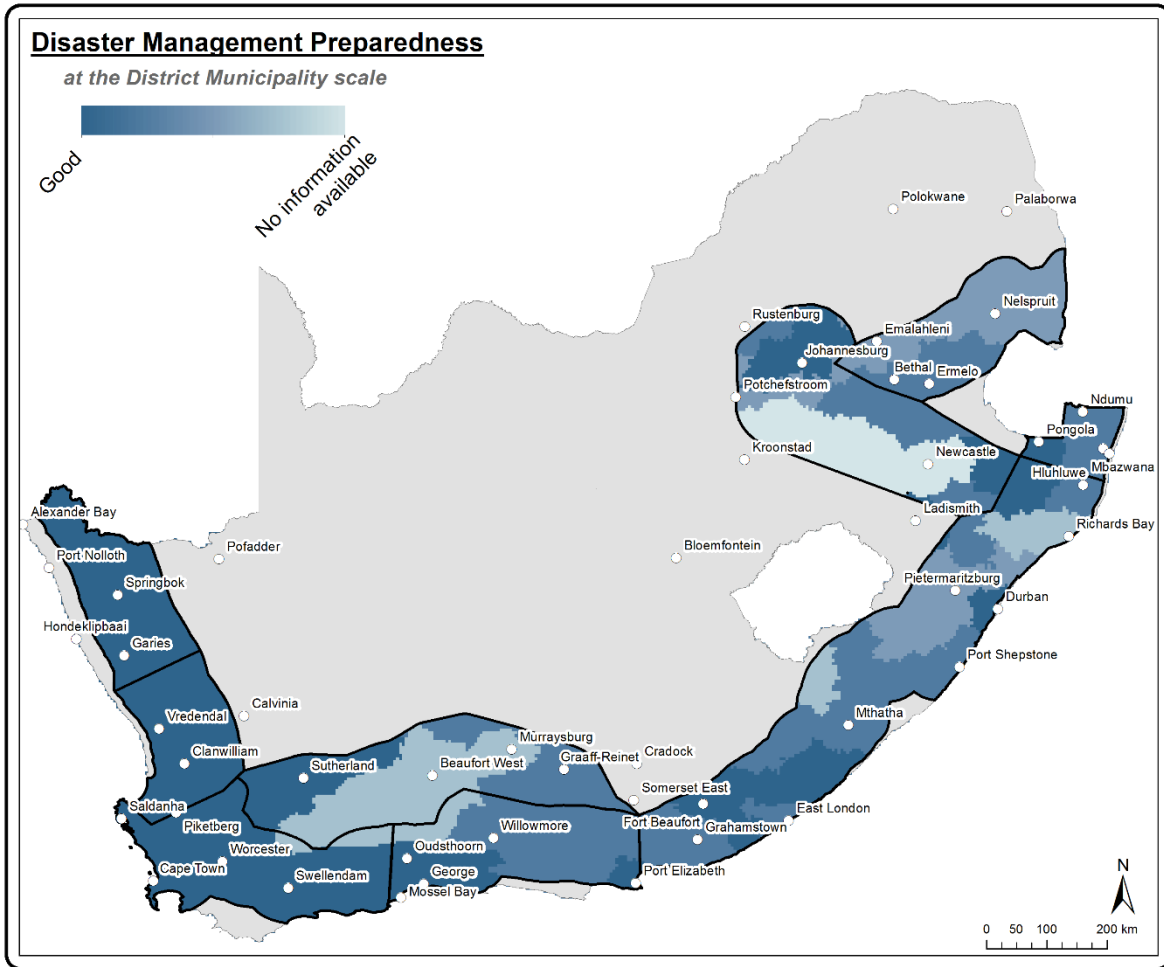 Disaster Management Preparedness
at the District Municipality scale
Good
No information
available
Polokwane
Palaborwa
Nelspruit
Rustenburg
Emalahleni
Johannesburg
Bethal
Ermelo
Potchefstroom
Ndumu
Pongola
Kroonstad
Newcastle
Mbazwana
Hluhluwe
Ladismith
Richards Bay
Alexander Bay
Pofadder
Bloemfontein
Port Nolloth
Springbok
Pietermaritzburg
Durban
Hondeklipbaai
Garies
Port Shepstone
Calvinia
Vredendal
Mthatha
Clanwilliam
Murraysburg
Graaff-Reinet
Cradock
Sutherland
Beaufort West
Somerset East
Saldanha
Piketberg
East London
Fort Beaufort
Willowmore
Grahamstown
Worcester
Oudsthoorn
Cape Town
George
Port Elizabeth
Swellendam
Mossel Bay
N
0 50 100 200 km